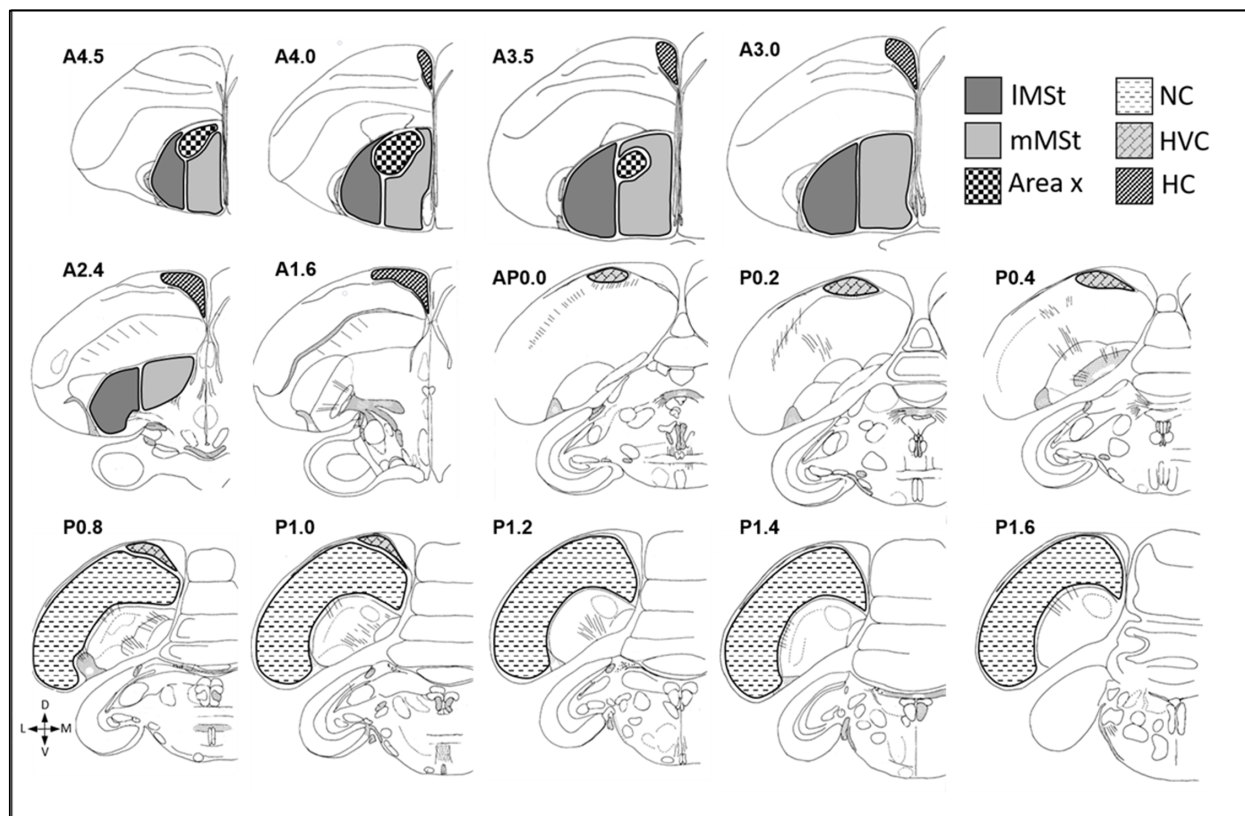 A4.5
A4.0
A3.5
A3.0
lMSt
NC
mMSt
HVC
Area x
HC
A2.4
A1.6
AP0.0
P0.2
P0.4
P0.8
P1.0
P1.2
P1.4
P1.6
D
L M
V